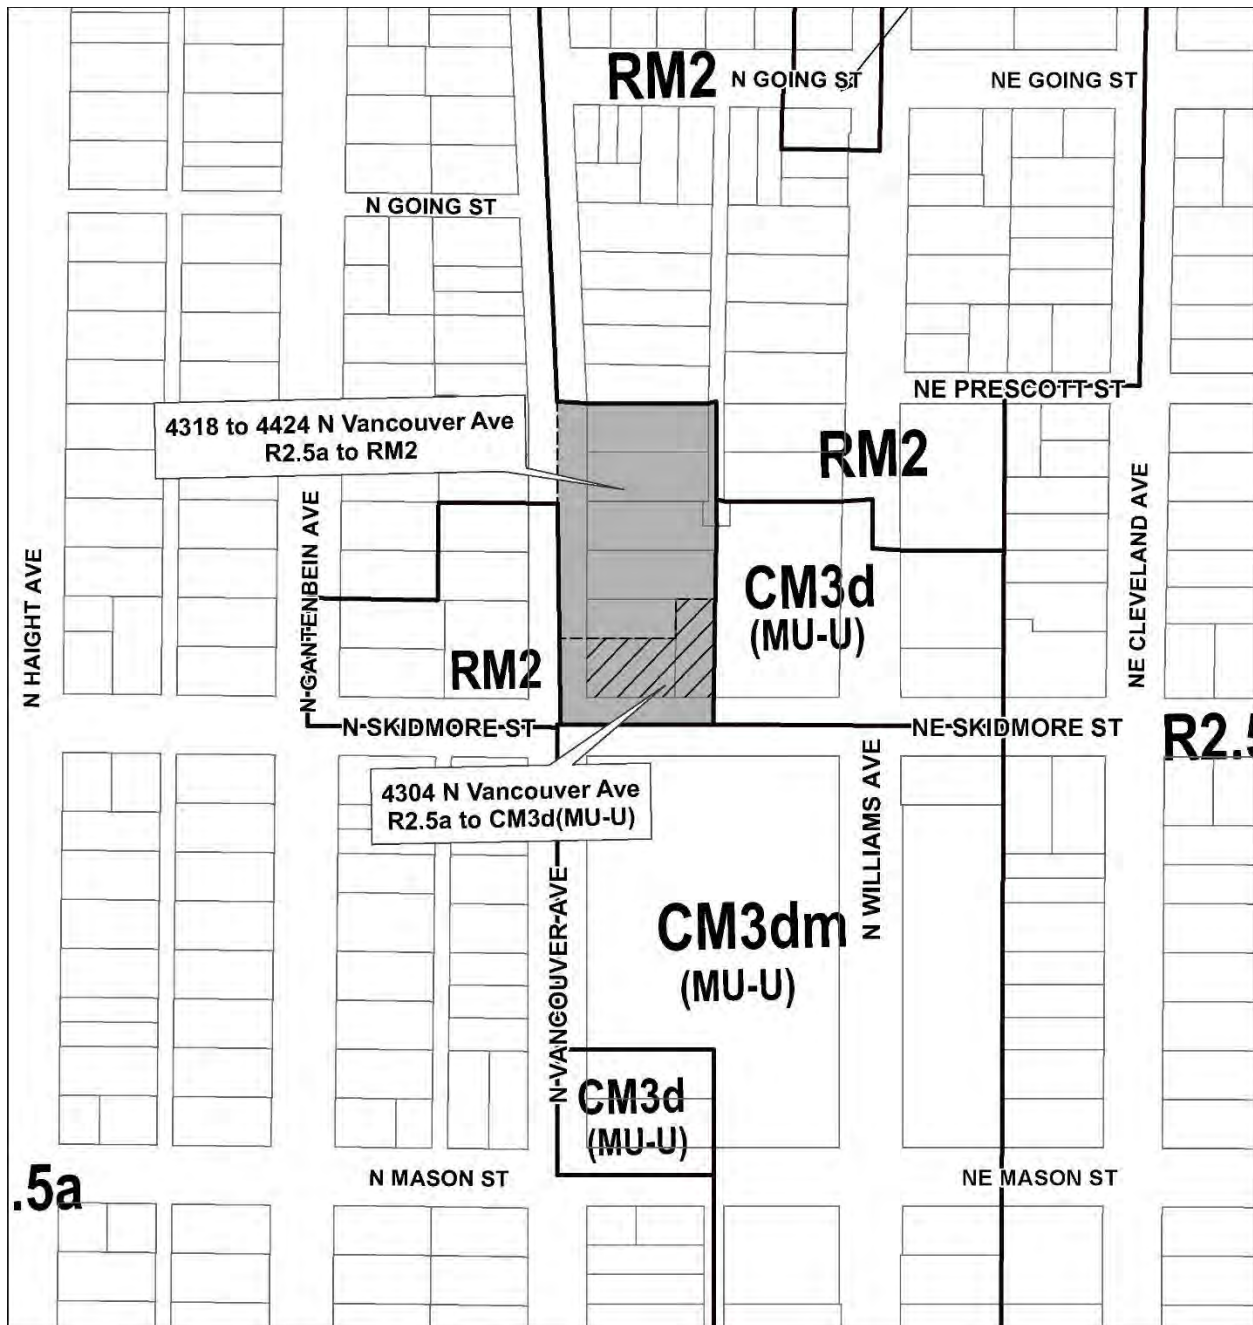 RM2
N GOING ST
NE GOING ST
N GOING ST
NE PRESCOTT ST
4318 to 4424 N Vancouver Ave
R2.5a to RM2
RM2
N GANTENBEIN AVE
NE CLEVELAND AVE
N HAIGHT AVE
CM3d
(MU-U)
RM2
N SKIDMORE ST
NE SKIDMORE ST
R2.5
4304 N Vancouver Ave
R2.5a to CM3d(MU-U)
N WILLIAMS AVE
N VANCOUVER AVE
CM3dm
(MU-U)
CM3d
(MU-U)
N MASON ST
NE MASON ST
.5a